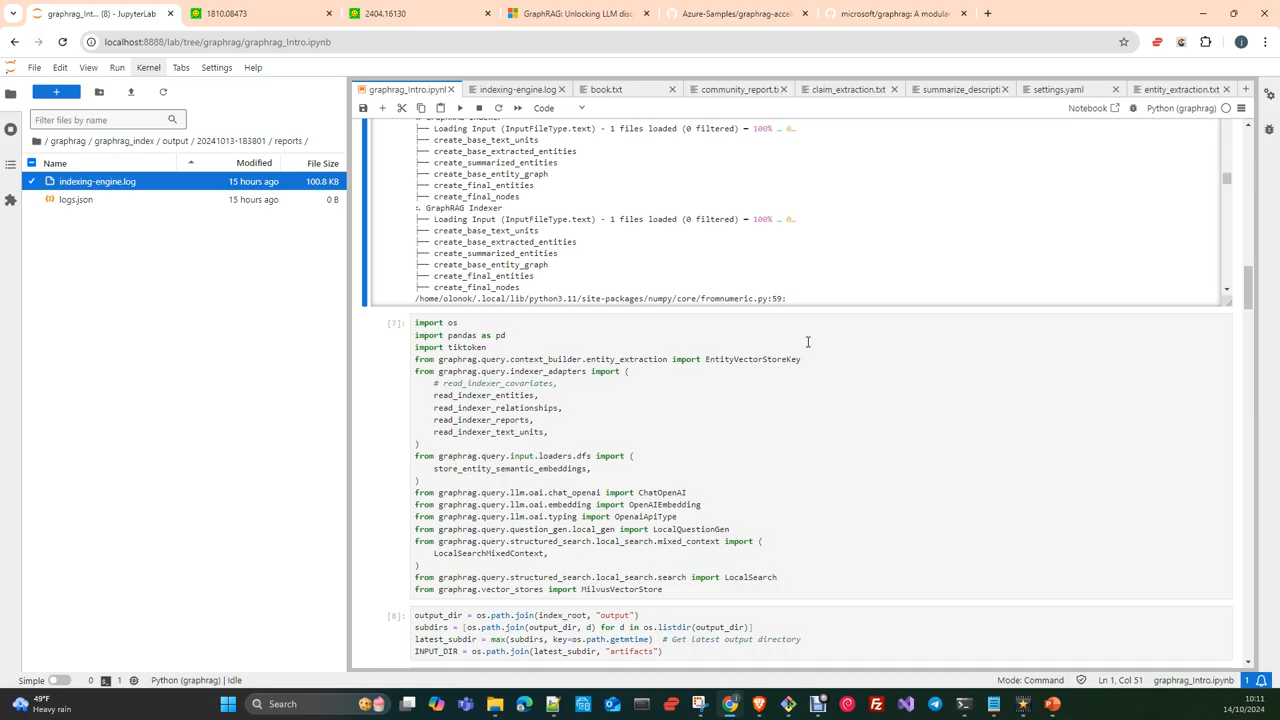 graphrag_Int... (8) - JupyterLab
1810.08473
2404.16130
GraphRAG: Unlocking LLM disc
Azure-Samples/graphrag-accele
microsoft/graphrag: A modular
localhost:8888/lab/tree/graphrag/graphrag_Intro.ipynb
File Edit View Run Kernel Tabs Settings Help
graphrag_Intro.ipynl
indexing-engine.log
book.txt
community_report.tx
claim_extraction.txt
summarize_descripti
settings.yaml
entity_extraction.txt
Filter files by name
Code
Notebook
Python (graphrag)
/ graphrag / graphrag_index / output / 20241013-183801 / reports /
Name Modified File Size
indexing-engine.log 15 hours ago 100.8 KB
logs.json 15 hours ago 0 B
├── Loading Input (InputFileType.text) - 1 files loaded (0 filtered) ━ 100% … 0…
├── create_base_text_units
├── create_base_extracted_entities
├── create_summarized_entities
├── create_base_entity_graph
├── create_final_entities
├── create_final_nodes
GraphRAG Indexer
├── Loading Input (InputFileType.text) - 1 files loaded (0 filtered) ━ 100% … 0…
├── create_base_text_units
├── create_base_extracted_entities
├── create_summarized_entities
├── create_base_entity_graph
├── create_final_entities
├── create_final_nodes
/home/olonok/.local/lib/python3.11/site-packages/numpy/core/fromnumeric.py:59:
[7]:
import os
import pandas as pd
import tiktoken
from graphrag.query.context_builder.entity_extraction import EntityVectorStoreKey
from graphrag.query.indexer_adapters import (
# read_indexer_covariates,
read_indexer_entities,
read_indexer_relationships,
read_indexer_reports,
read_indexer_text_units,
)
from graphrag.query.input.loaders.dfs import (
store_entity_semantic_embeddings,
)
from graphrag.query.llm.oai.chat_openai import ChatOpenAI
from graphrag.query.llm.oai.embedding import OpenAIEmbedding
from graphrag.query.llm.oai.typing import OpenaiApiType
from graphrag.query.question_gen.local_gen import LocalQuestionGen
from graphrag.query.structured_search.local_search.mixed_context import (
LocalSearchMixedContext,
)
from graphrag.query.structured_search.local_search.search import LocalSearch
from graphrag.vector_stores import MilvusVectorStore
[8]:
output_dir = os.path.join(index_root, "output")
subdirs = [os.path.join(output_dir, d) for d in os.listdir(output_dir)]
latest_subdir = max(subdirs, key=os.path.getmtime) # Get latest output directory
INPUT_DIR = os.path.join(latest_subdir, "artifacts")
Simple 0 1 Python (graphrag) | Idle
Mode: Command Ln 1, Col 51 graphrag_Intro.ipynb 1
49°F
Heavy rain
Search
10:11
14/10/2024